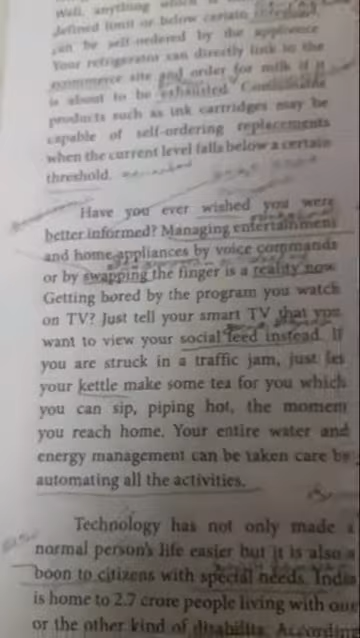 Well, anything which is
defined limit or below certain threshold
can be self-ordered by the appliance
Your refrigerator can directly link to the
ecommerce site and order for milk if it
is about to be exhausted Consumable
products such as ink cartridges may be
capable of self-ordering replacements
when the current level falls below a certain
threshold.
Have you ever wished you were
better informed? Managing entertainment
and home appliances by voice commands
or by swapping the finger is a reality now
Getting bored by the program you watch
on TV? Just tell your smart TV that you
want to view your social feed instead. If
you are struck in a traffic jam, just let
your kettle make some tea for you which
you can sip, piping hot, the moment
you reach home. Your entire water and
energy management can be taken care by
automating all the activities.
Technology has not only made a
normal person's life easier but it is also a
boon to citizens with special needs. India
is home to 2.7 crore people living with one
or the other kind of disability. According